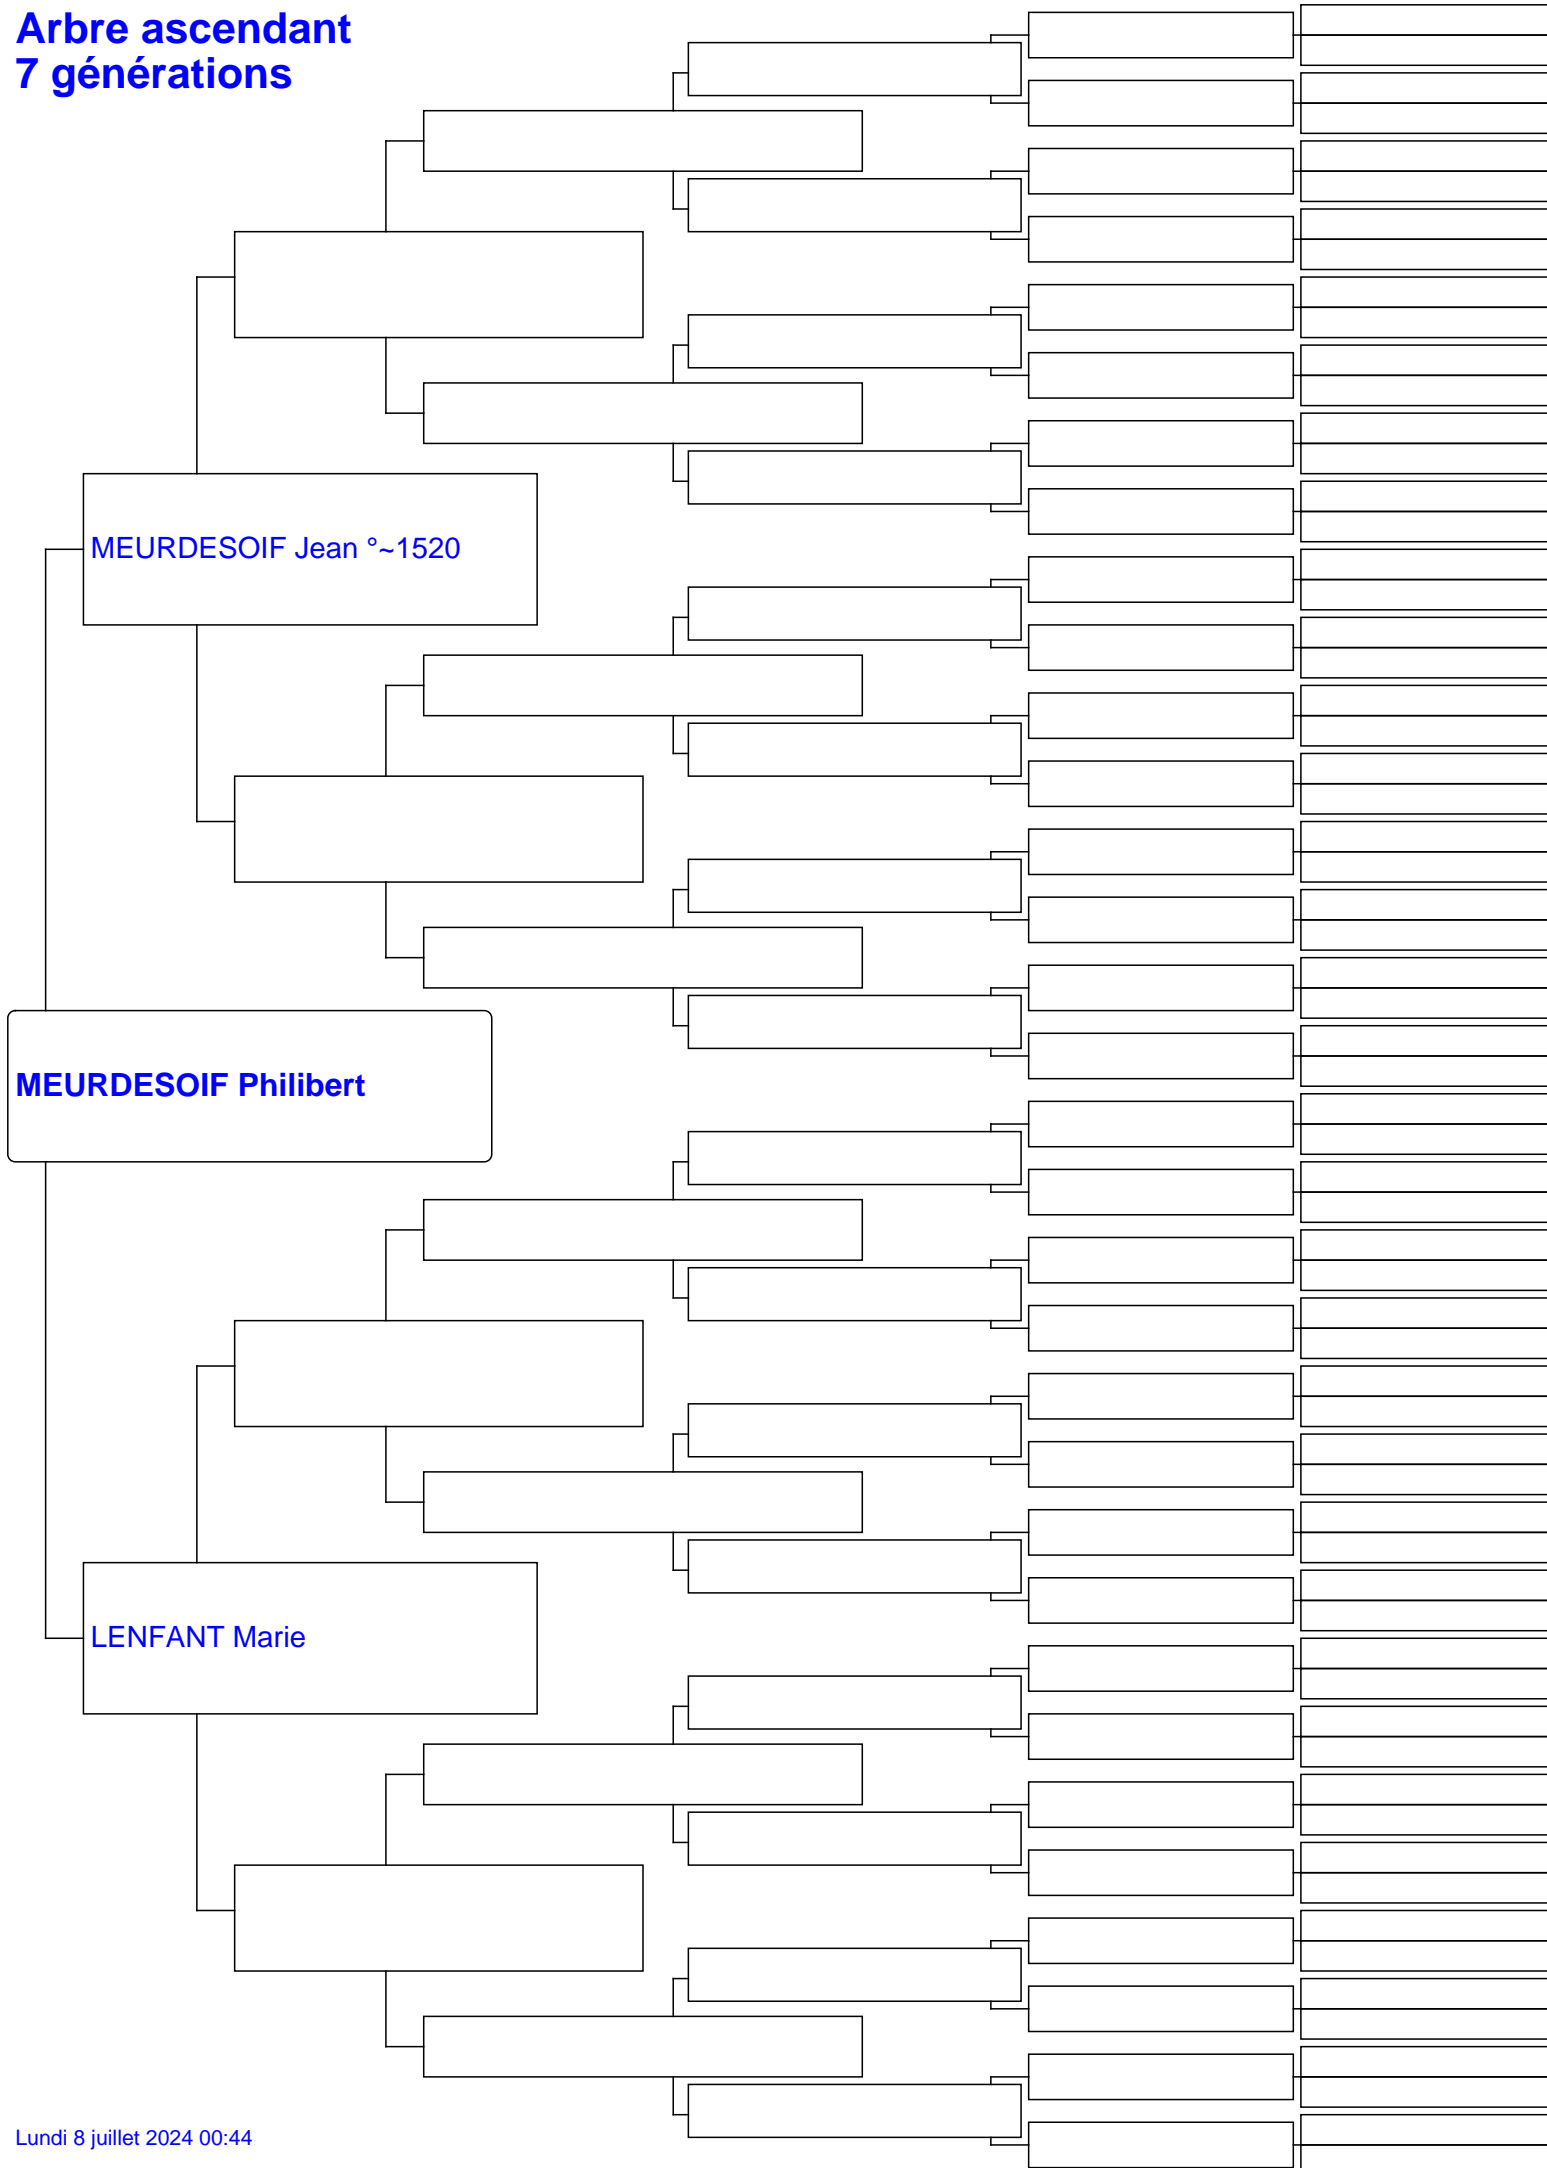 Arbre ascendant
7 générations
MEURDESOIF Jean °~1520
MEURDESOIF Philibert
LENFANT Marie
Lundi 8 juillet 2024 00:44